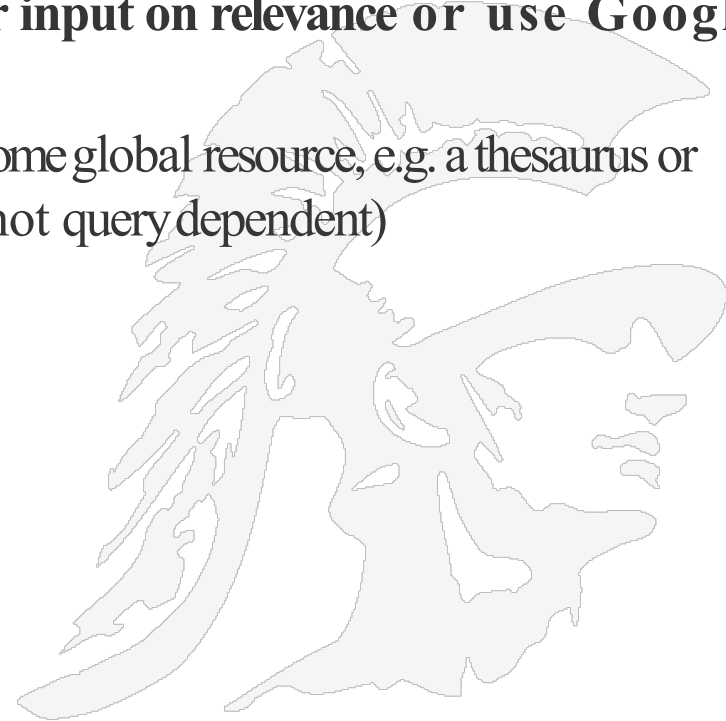 r input on relevance or use Googl
ome global resource, e.g. a thesaurus or
not query dependent)